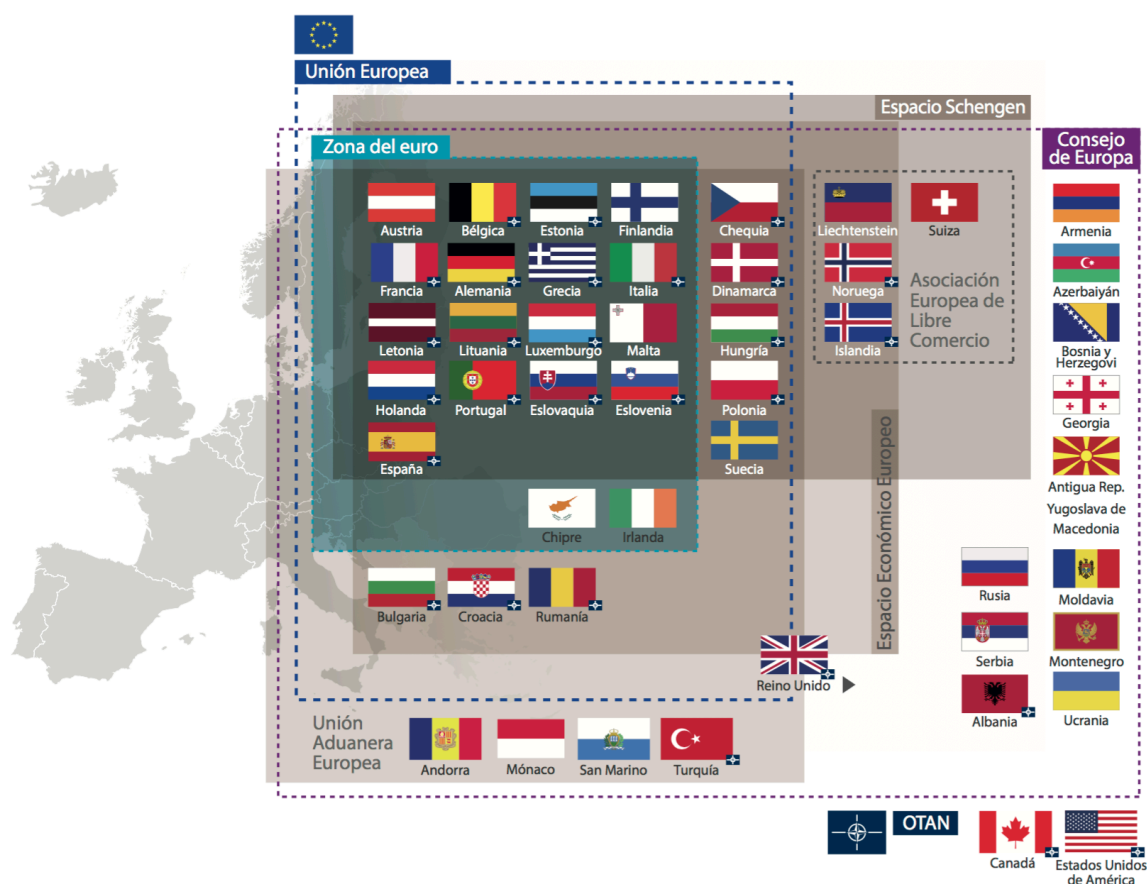 Unión Europea
Espacio Schengen
Consejo
de Europa
Zona del euro
Austria
Bélgica
Estonia
Finlandia
Chequia
Liechtenstein
Suiza
Armenia
Francia
Alemania
Grecia
Italia
Dinamarca
Noruega
Asociación
Europea de
Libre
Comercio
Azerbaiyán
Letonia
Lituania
Luxemburgo
Malta
Hungría
Islandia
Bosnia y
Herzegovi
Holanda
Portugal
Eslovaquia
Eslovenia
Polonia
Georgia
España
Suecia
Antigua Rep.
Yugoslava de
Macedonia
Chipre
Irlanda
Espacio Económico Europeo
Rusia
Moldavia
Bulgaria
Croacia
Rumanía
Serbia
Montenegro
Reino Unido
Albania
Ucrania
Unión
Aduanera
Europea
Andorra
Mónaco
San Marino
Turquía
OTAN
Canadá
Estados Unidos
de América